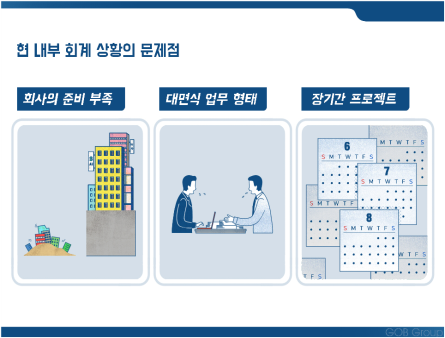 현 내부 회계 상황의 문제점
회사의 준비 부족
대면식 업무 형태
장기간 프로젝트
6
S M T W T F S
M T W T F S
7
S M T W T F S
8
S M T W T F S
GOB Group